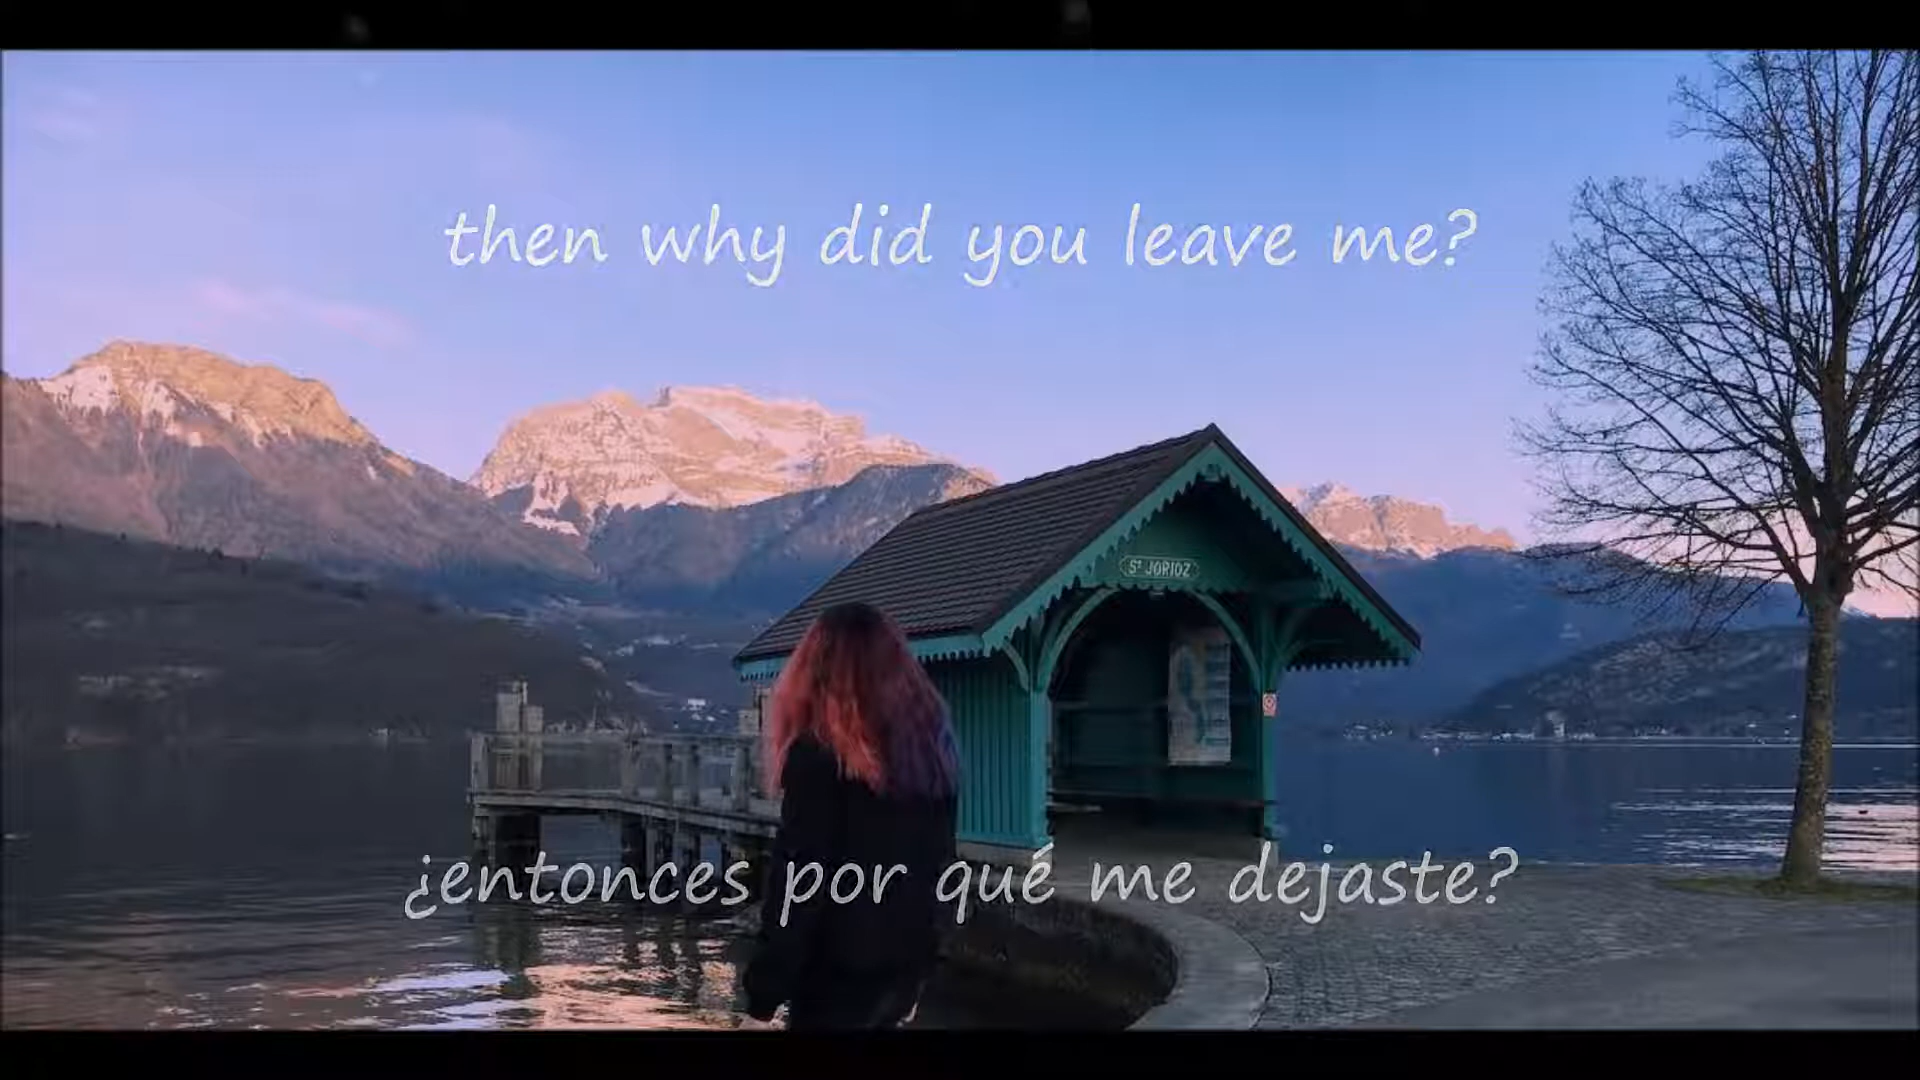 then why did you leave me?
Sᵗ JORIOZ
¿entonces por qué me dejaste?